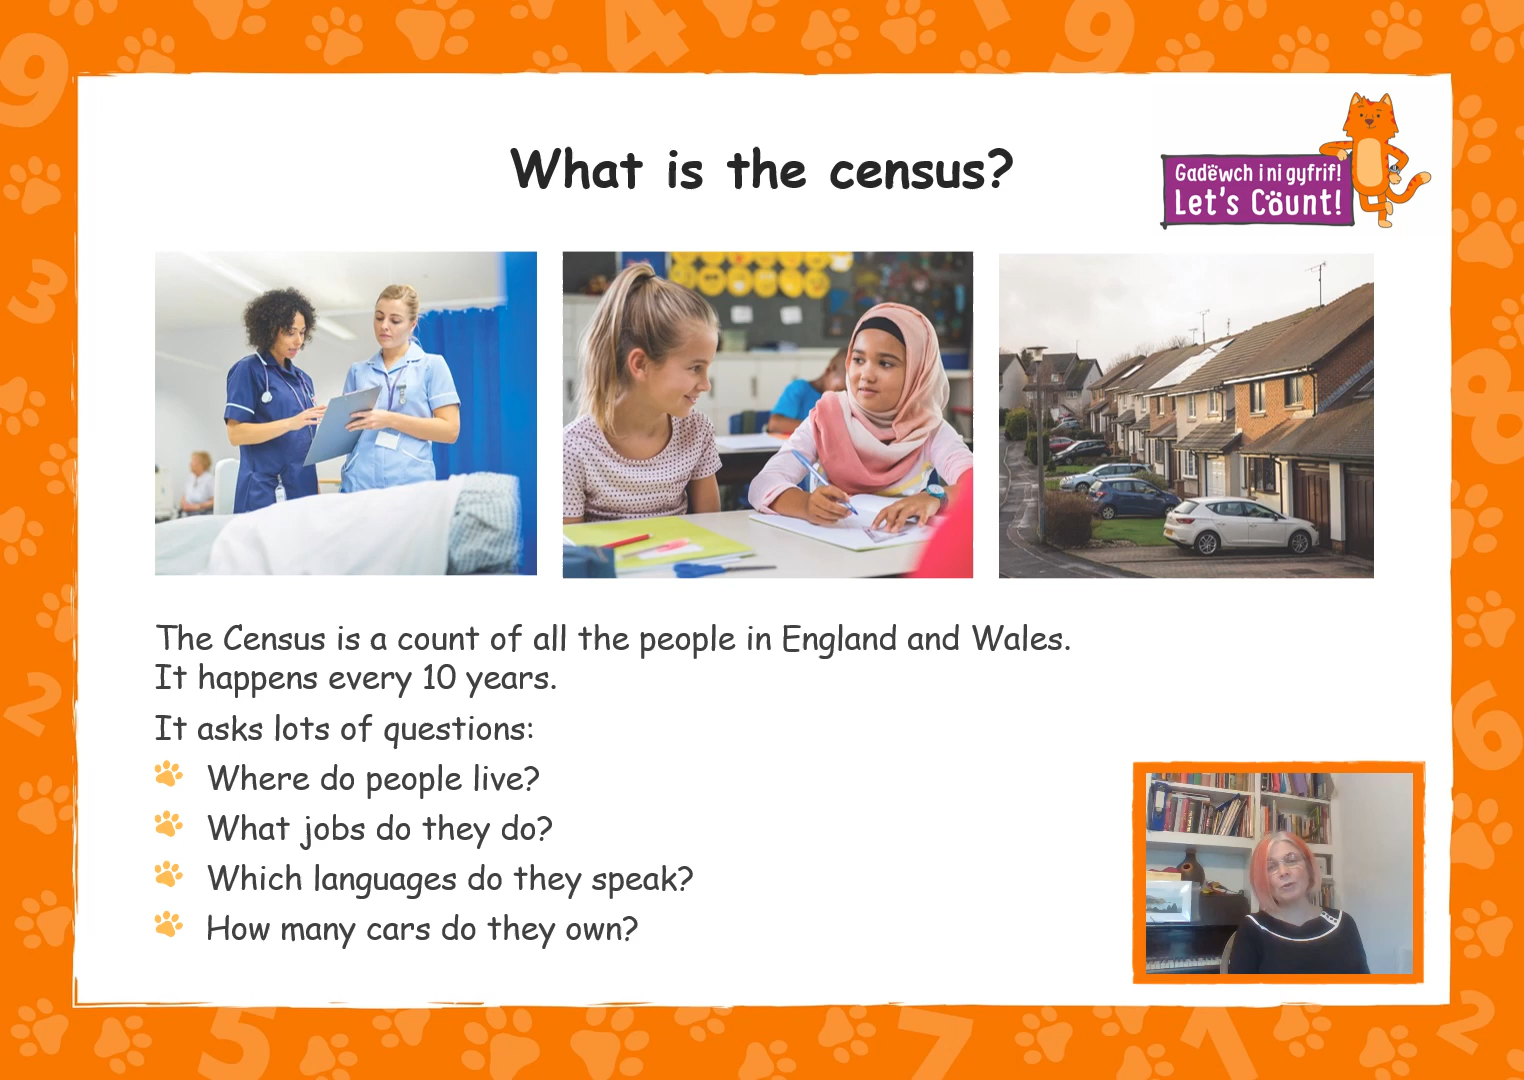 What is the census?
Gadëwch i ni gyfrif!
Let's Cöunt!
The Census is a count of all the people in England and Wales.
It happens every 10 years.
It asks lots of questions:
Where do people live?
What jobs do they do?
Which languages do they speak?
How many cars do they own?